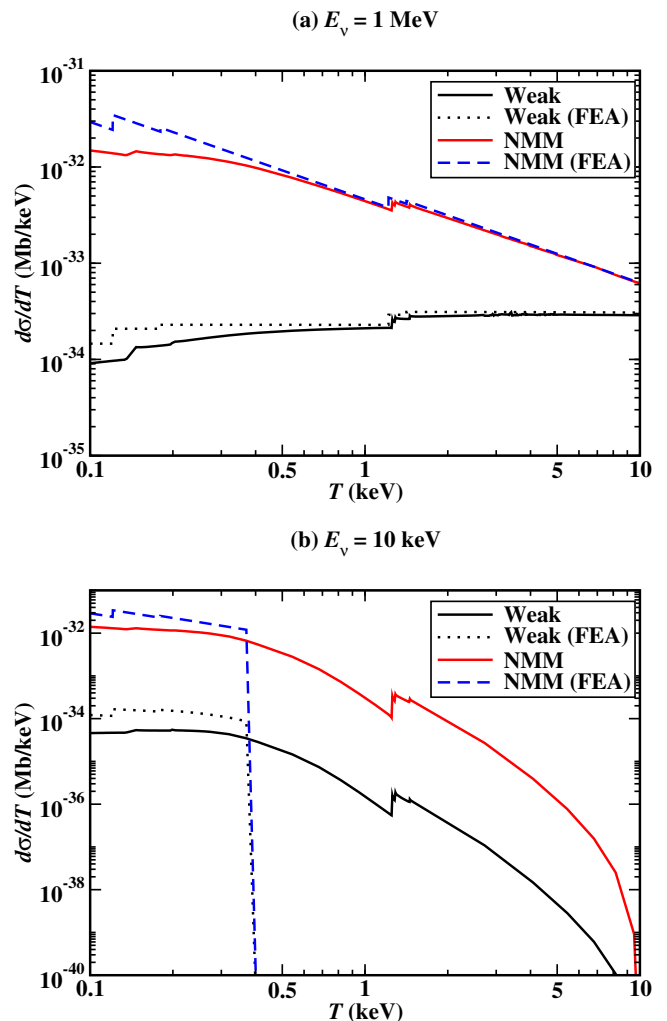 (a) E_ν = 1 MeV
10^-31
10^-32
10^-33
10^-34
10^-35
dσ/dT (Mb/keV)
Weak
Weak (FEA)
NMM
NMM (FEA)
0.1 0.5 1 5 10
T (keV)
(b) E_ν = 10 keV
10^-32
10^-34
10^-36
10^-38
10^-40
dσ/dT (Mb/keV)
Weak
Weak (FEA)
NMM
NMM (FEA)
0.1 0.5 1 5 10
T (keV)